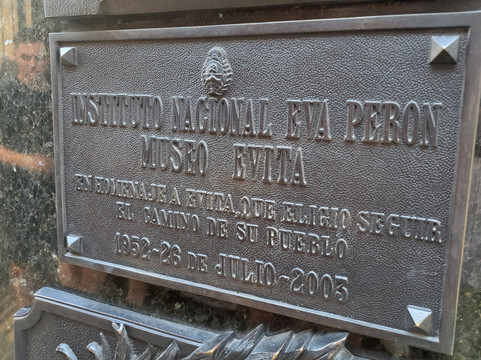 INSTITUTO NACIONAL EVA PERON
MUSEO EVITA
EN HOMENAJE A EVITA, QUE ELIGIO SEGUIR
EL CAMINO DE SU PUEBLO
1952-26 DE JULIO-2003